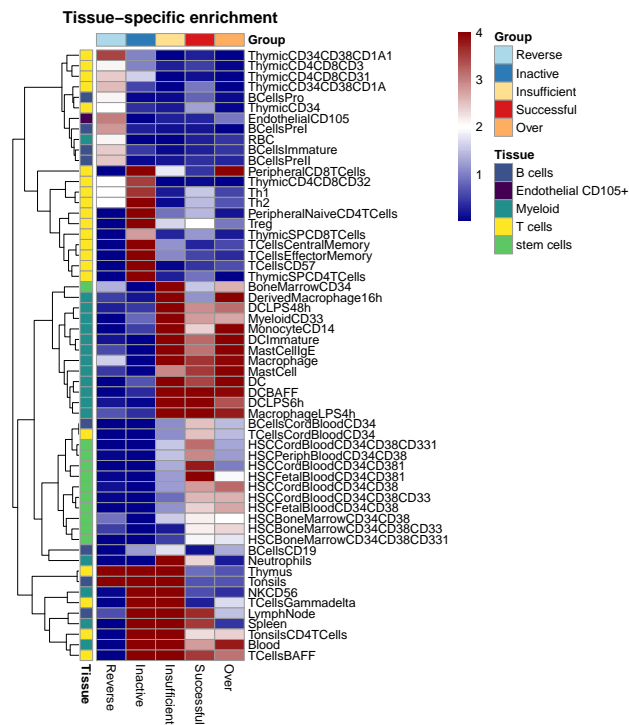 Tissue-specific enrichment
Group
ThymicCD34CD38CD1A1
ThymicCD4CD8CD3
ThymicCD4CD8CD31
ThymicCD34CD38CD1A
BCellsPro
ThymicCD34
EndothelialCD105
BCellsPreI
RBC
BCellsImmature
BCellsPreII
PeripheralCD8TCells
ThymicCD4CD8CD32
Th1
Th2
PeripheralNaiveCD4TCells
Treg
ThymicSPCD8TCells
TCellsCentralMemory
TCellsEffectorMemory
TCellsCD57
ThymicSPCD4TCells
BoneMarrowCD34
DerivedMacrophage16h
DCLPS48h
MyeloidCD33
MonocyteCD14
DCImmature
MastCellIgE
Macrophage
MastCell
DC
DCBAFF
DCLPS6h
MacrophageLPS4h
BCellsCordBloodCD34
TCellsCordBloodCD34
HSCCordBloodCD34CD38CD331
HSCPeriphBloodCD34CD38
HSCCordBloodCD34CD381
HSCFetalBloodCD34CD381
HSCCordBloodCD34CD38
HSCCordBloodCD34CD38CD33
HSCFetalBloodCD34CD38
HSCBoneMarrowCD34CD38
HSCBoneMarrowCD34CD38CD33
HSCBoneMarrowCD34CD38CD331
BCellsCD19
Neutrophils
Thymus
Tonsils
NKCD56
TCellsGammadelta
LymphNode
Spleen
TonsilsCD4TCells
Blood
TCellsBAFF
Tissue
Reverse
Inactive
Insufficient
Successful
Over
4
3
2
1
Group
Reverse
Inactive
Insufficient
Successful
Over
Tissue
B cells
Endothelial CD105+
Myeloid
T cells
stem cells